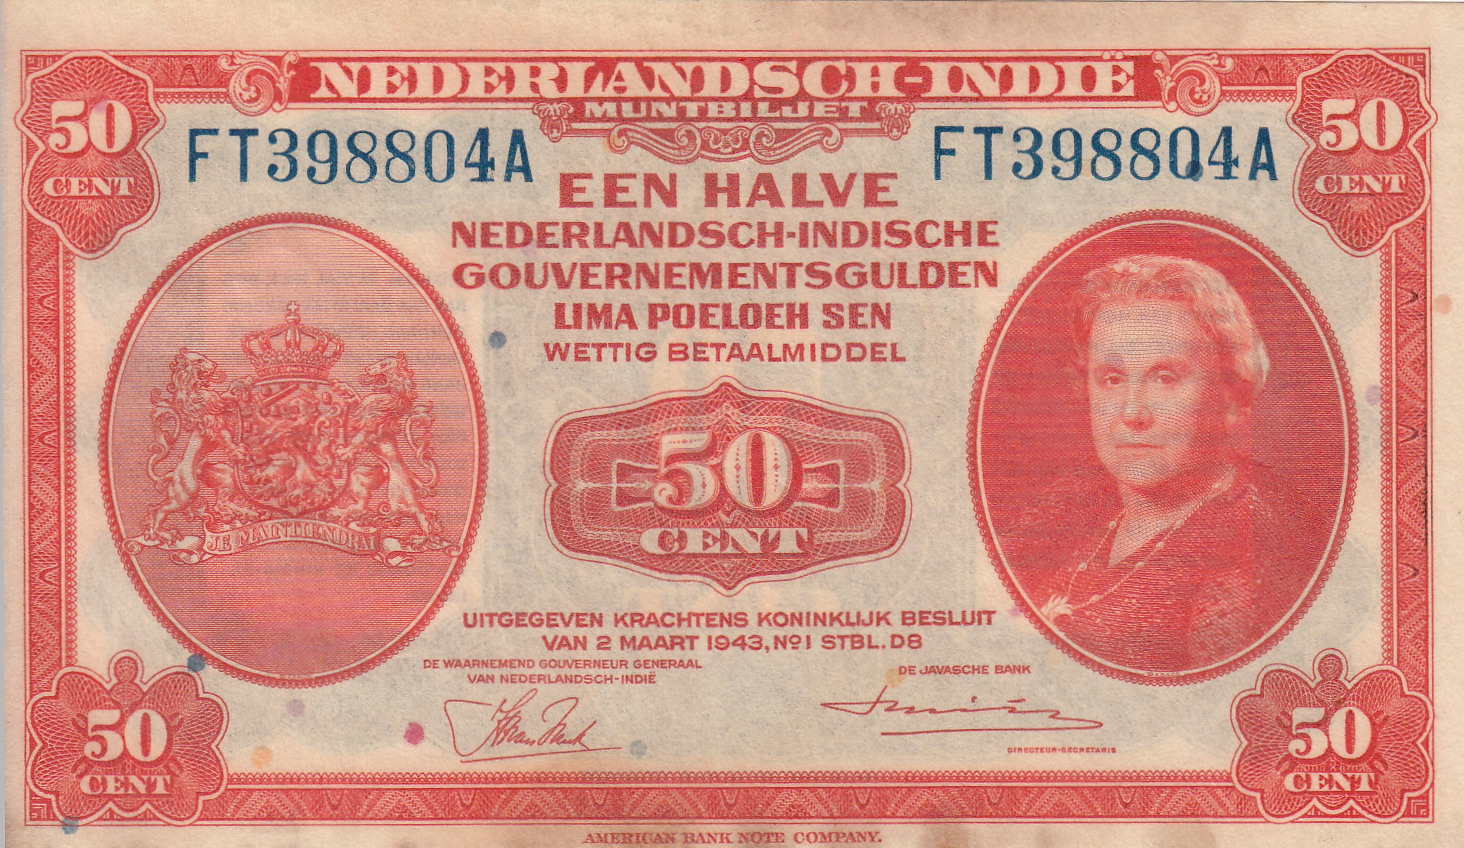 NEDERLANDSCH-INDIË
MUNTBILJET
50 CENT
50 CENT
FT398804A
FT398804A
EEN HALVE
NEDERLANDSCH-INDISCHE
GOUVERNEMENTSGULDEN
LIMA POELOEH SEN
WETTIG BETAALMIDDEL
JE MAINTIENDRAI
50
CENT
UITGEGEVEN KRACHTENS KONINKLIJK BESLUIT
VAN 2 MAART 1943, No 1 STBL. D8
DE WAARNEMEND GOUVERNEUR GENERAAL
VAN NEDERLANDSCH-INDIË
DE JAVASCHE BANK
DIRECTEUR-SECRETARIS
50 CENT
50 CENT
AMERICAN BANK NOTE COMPANY.